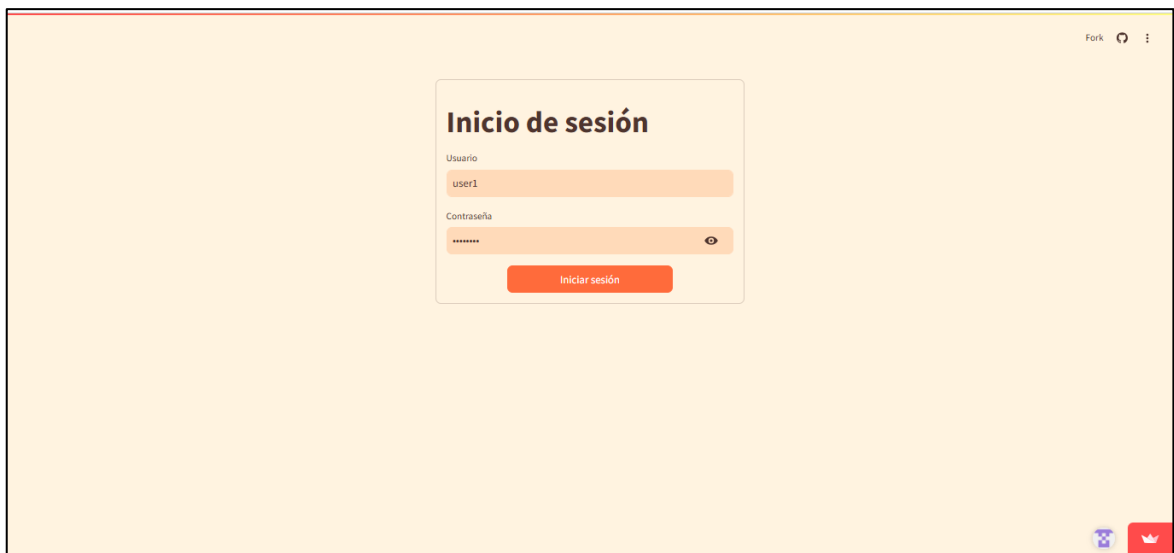 Fork
Inicio de sesión
Usuario
user1
Contraseña
••••••••
Iniciar sesión